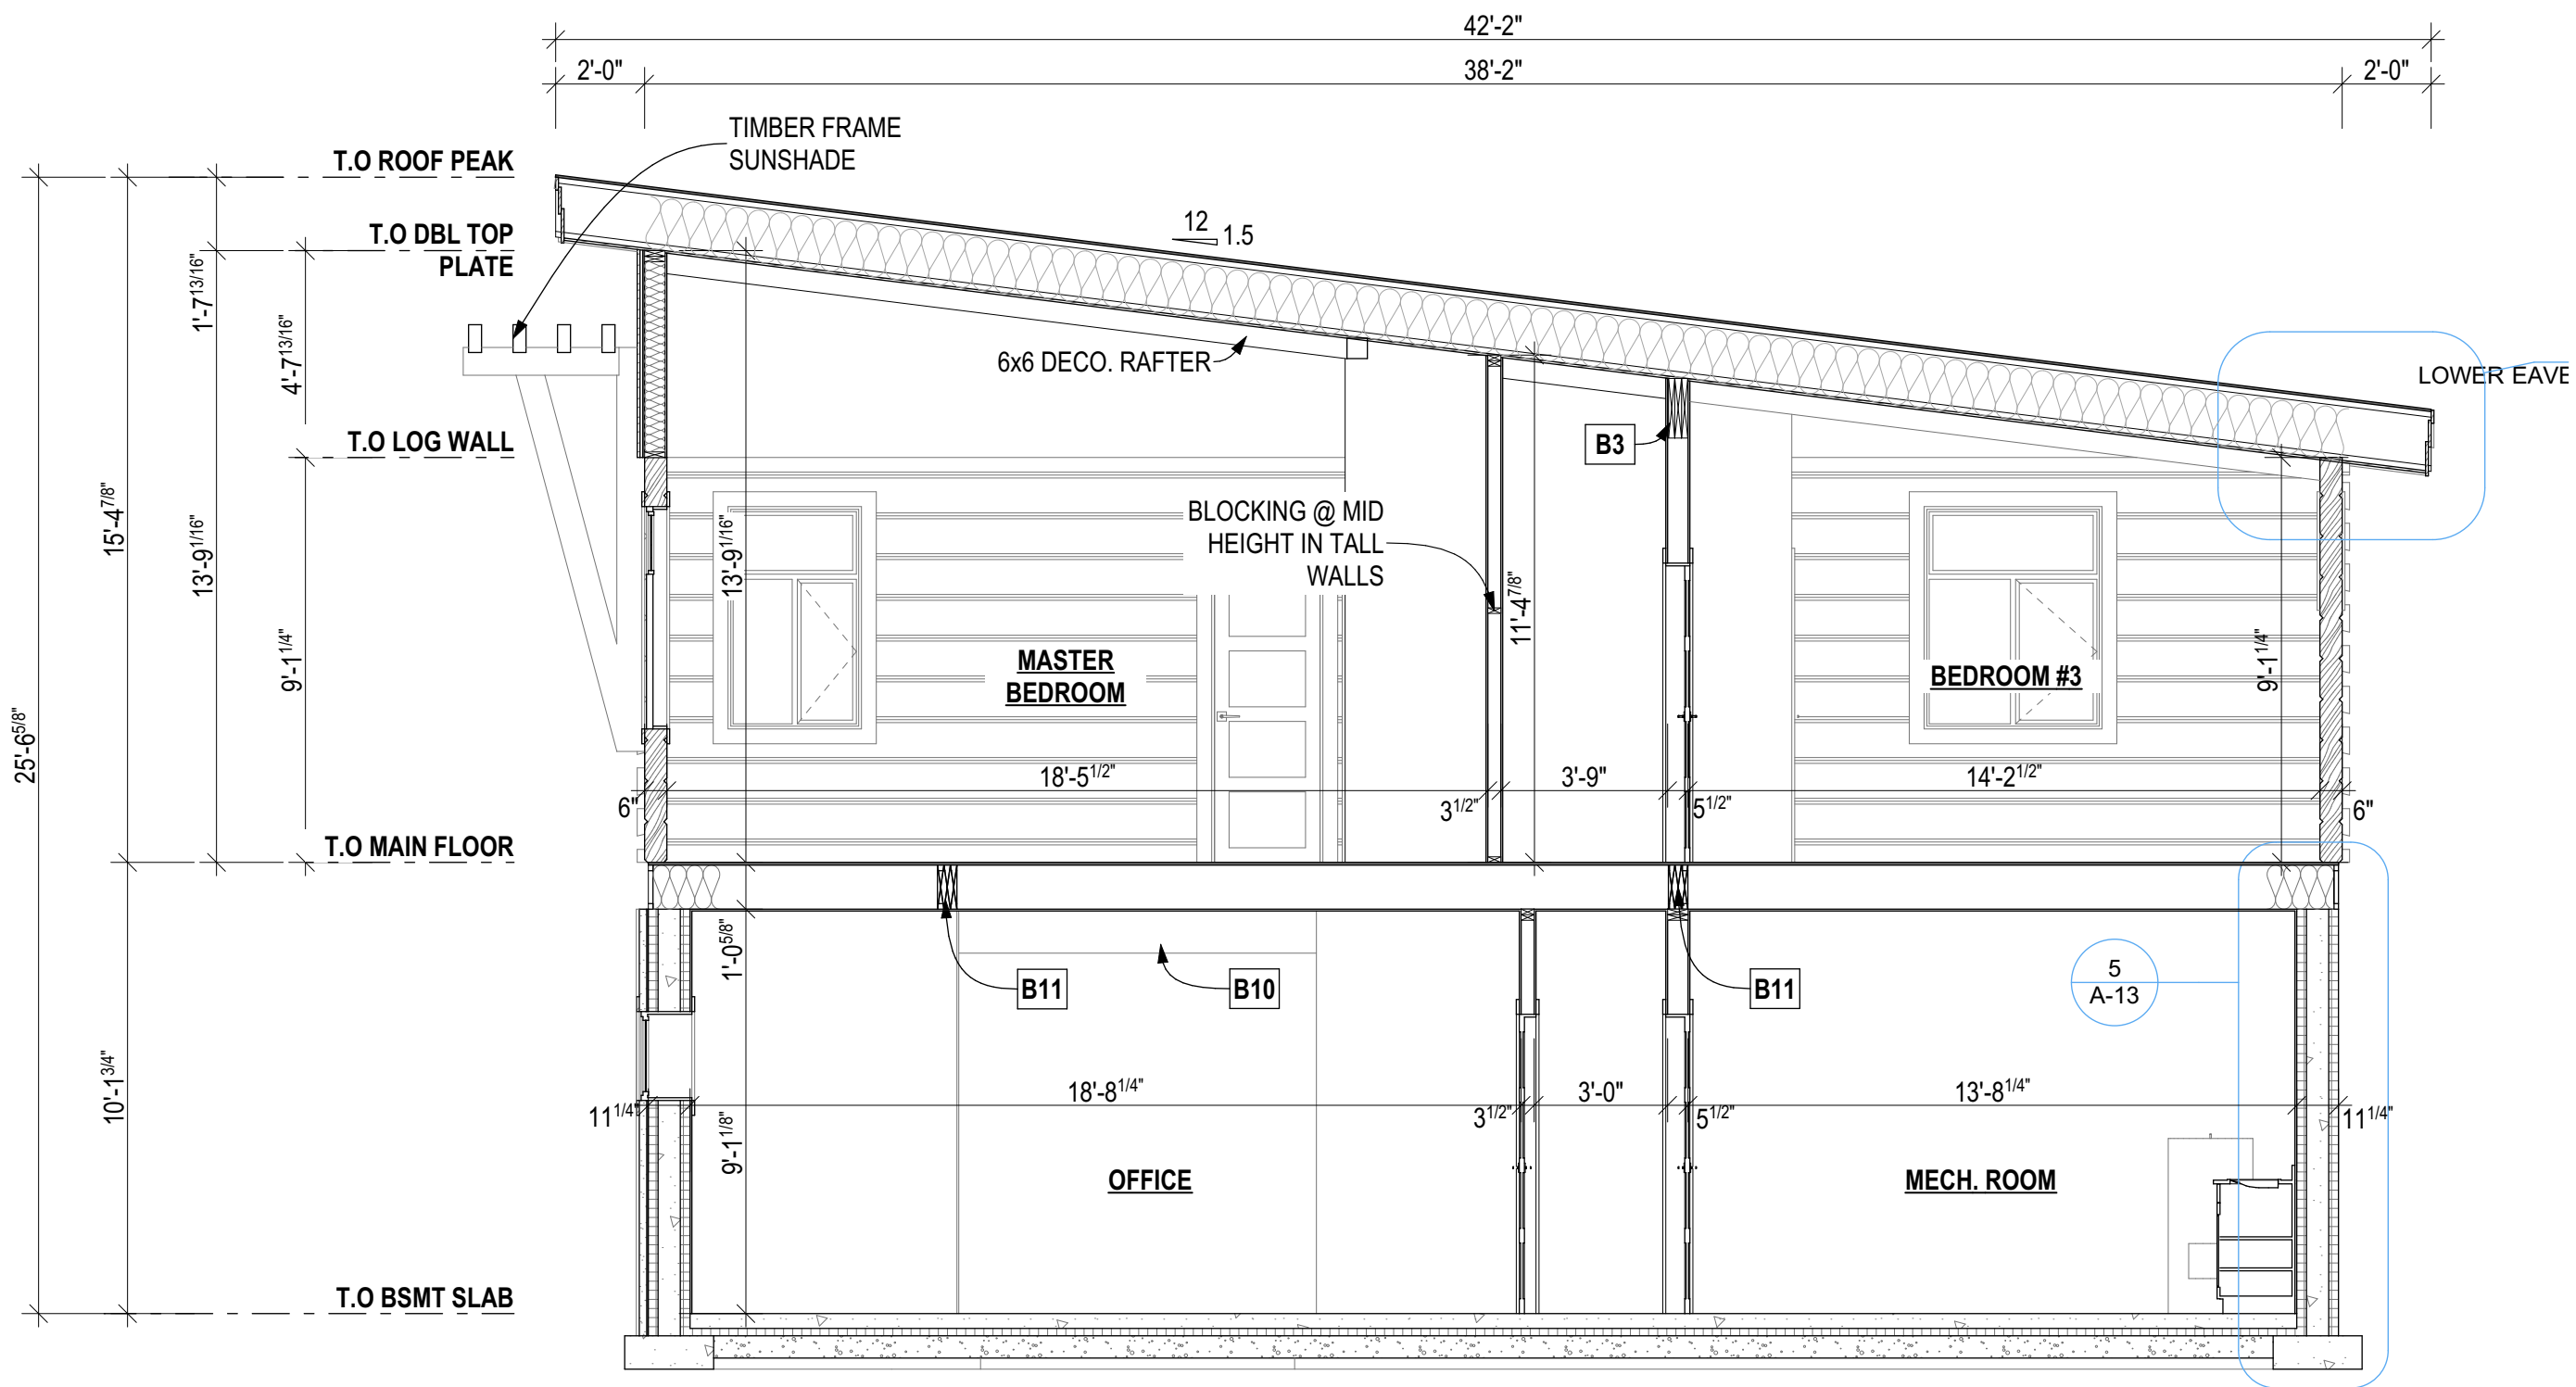 42'-2"
2'-0"
38'-2"
2'-0"
TIMBER FRAME
SUNSHADE
T.O ROOF PEAK
T.O DBL TOP
PLATE
12
1.5
1'-7 13/16"
4'-7 13/16"
6x6 DECO. RAFTER
LOWER EAVE
T.O LOG WALL
B3
BLOCKING @ MID
HEIGHT IN TALL
WALLS
15'-4 7/8"
13'-9 1/16"
13'-9 1/16"
11'-4 7/8"
9'-1 1/4"
9'-1 1/4"
MASTER
BEDROOM
BEDROOM #3
25'-6 5/8"
18'-5 1/2"
3'-9"
14'-2 1/2"
6"
3 1/2"
5 1/2"
6"
T.O MAIN FLOOR
1'-0 5/8"
B11
B10
B11
5
A-13
10'-1 3/4"
18'-8 1/4"
3'-0"
13'-8 1/4"
11 1/4"
3 1/2"
5 1/2"
11 1/4"
9'-1 1/8"
OFFICE
MECH. ROOM
T.O BSMT SLAB